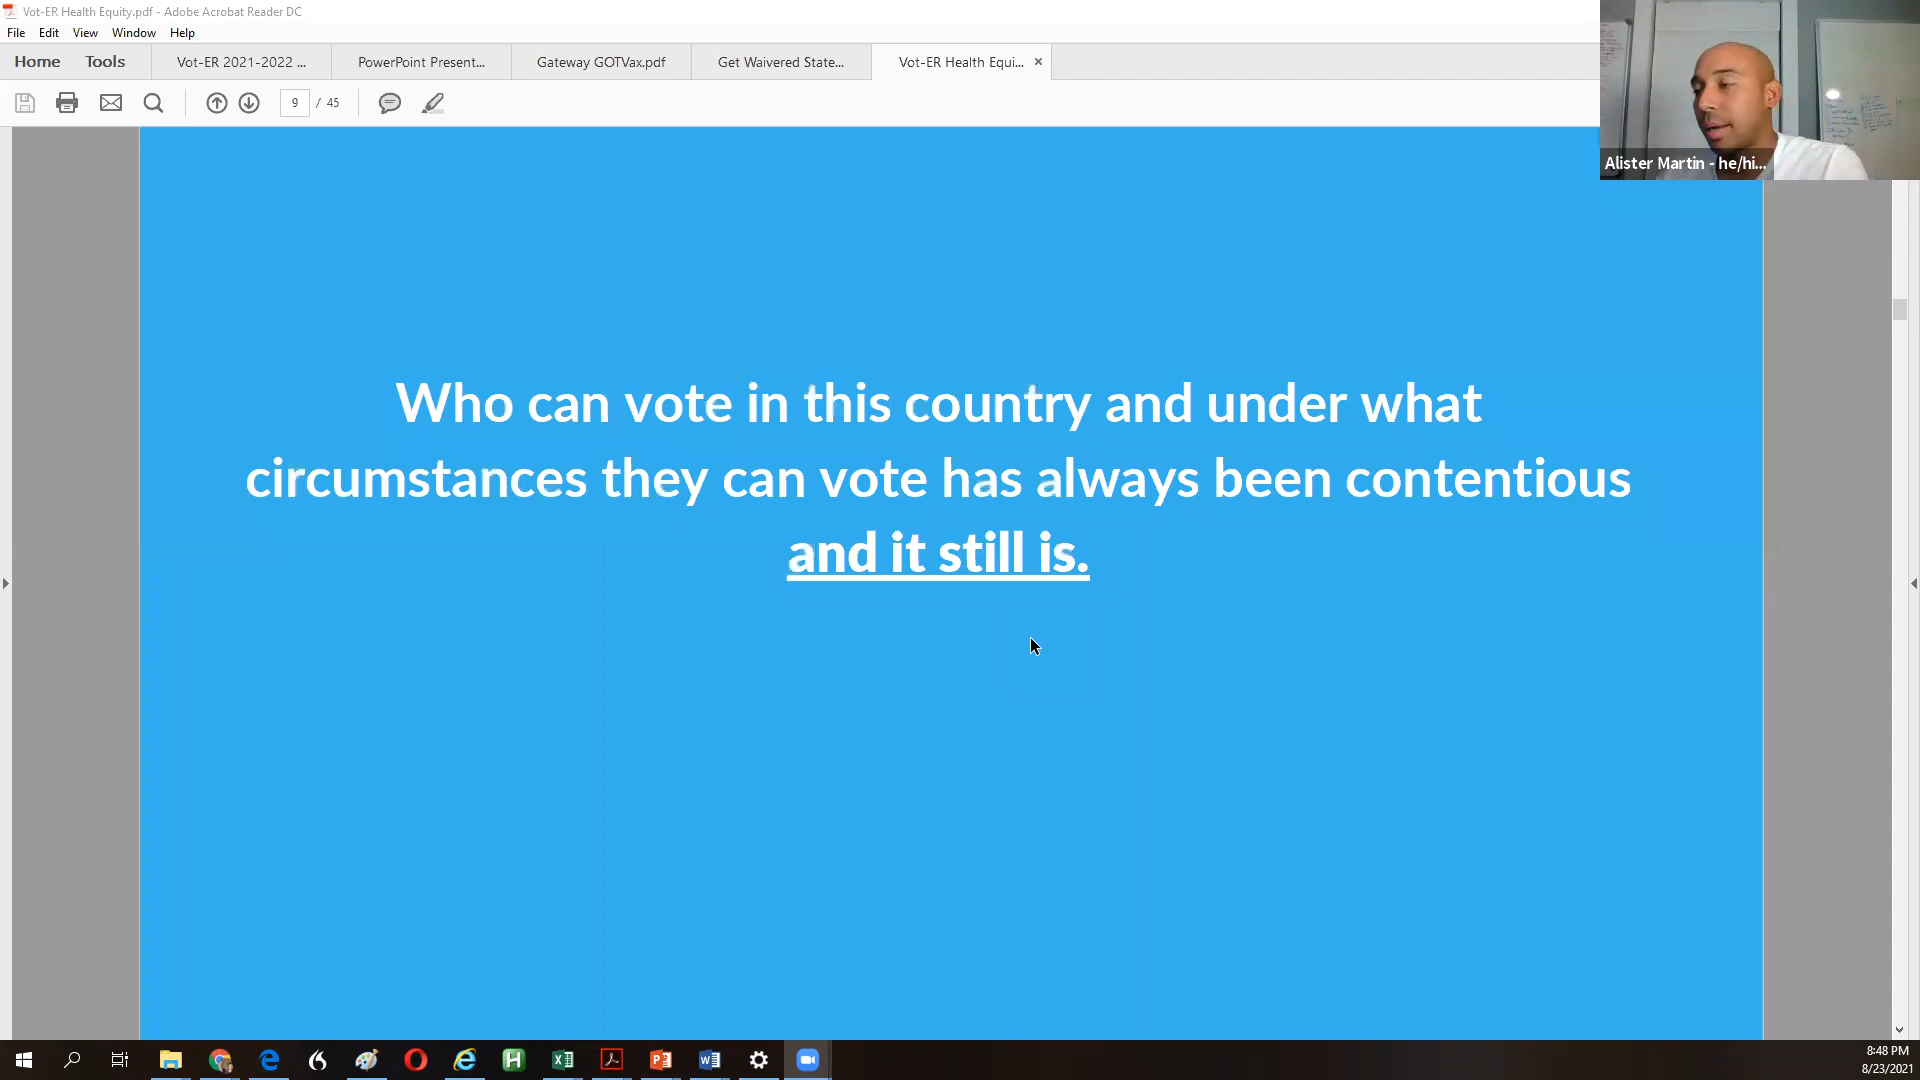 Vot-ER Health Equity.pdf - Adobe Acrobat Reader DC
File Edit View Window Help
Home Tools Vot-ER 2021-2022 ... PowerPoint Present... Gateway GOTVax.pdf Get Waivered State... Vot-ER Health Equi... ×
9 / 45
Alister Martin - he/hi...
Who can vote in this country and under what
circumstances they can vote has always been contentious
and it still is.
8:48 PM
8/23/2021